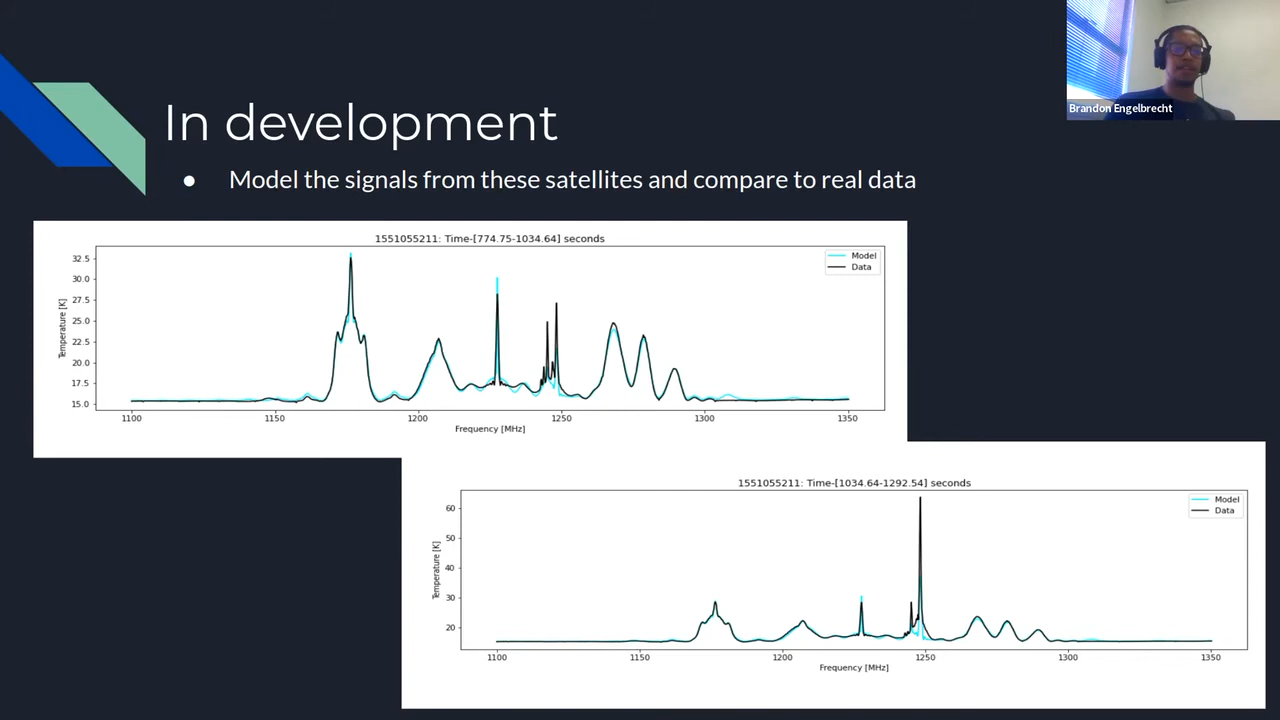 Brandon Engelbrecht
In development
● Model the signals from these satellites and compare to real data
1551055211: Time-[774.75-1034.64] seconds
Model
Data
Temperature [K]
32.5
30.0
27.5
25.0
22.5
20.0
17.5
15.0
1100 1150 1200 1250 1300 1350
Frequency [MHz]
1551055211: Time-[1034.64-1292.54] seconds
Model
Data
Temperature [K]
60
50
40
30
20
1100 1150 1200 1250 1300 1350
Frequency [MHz]